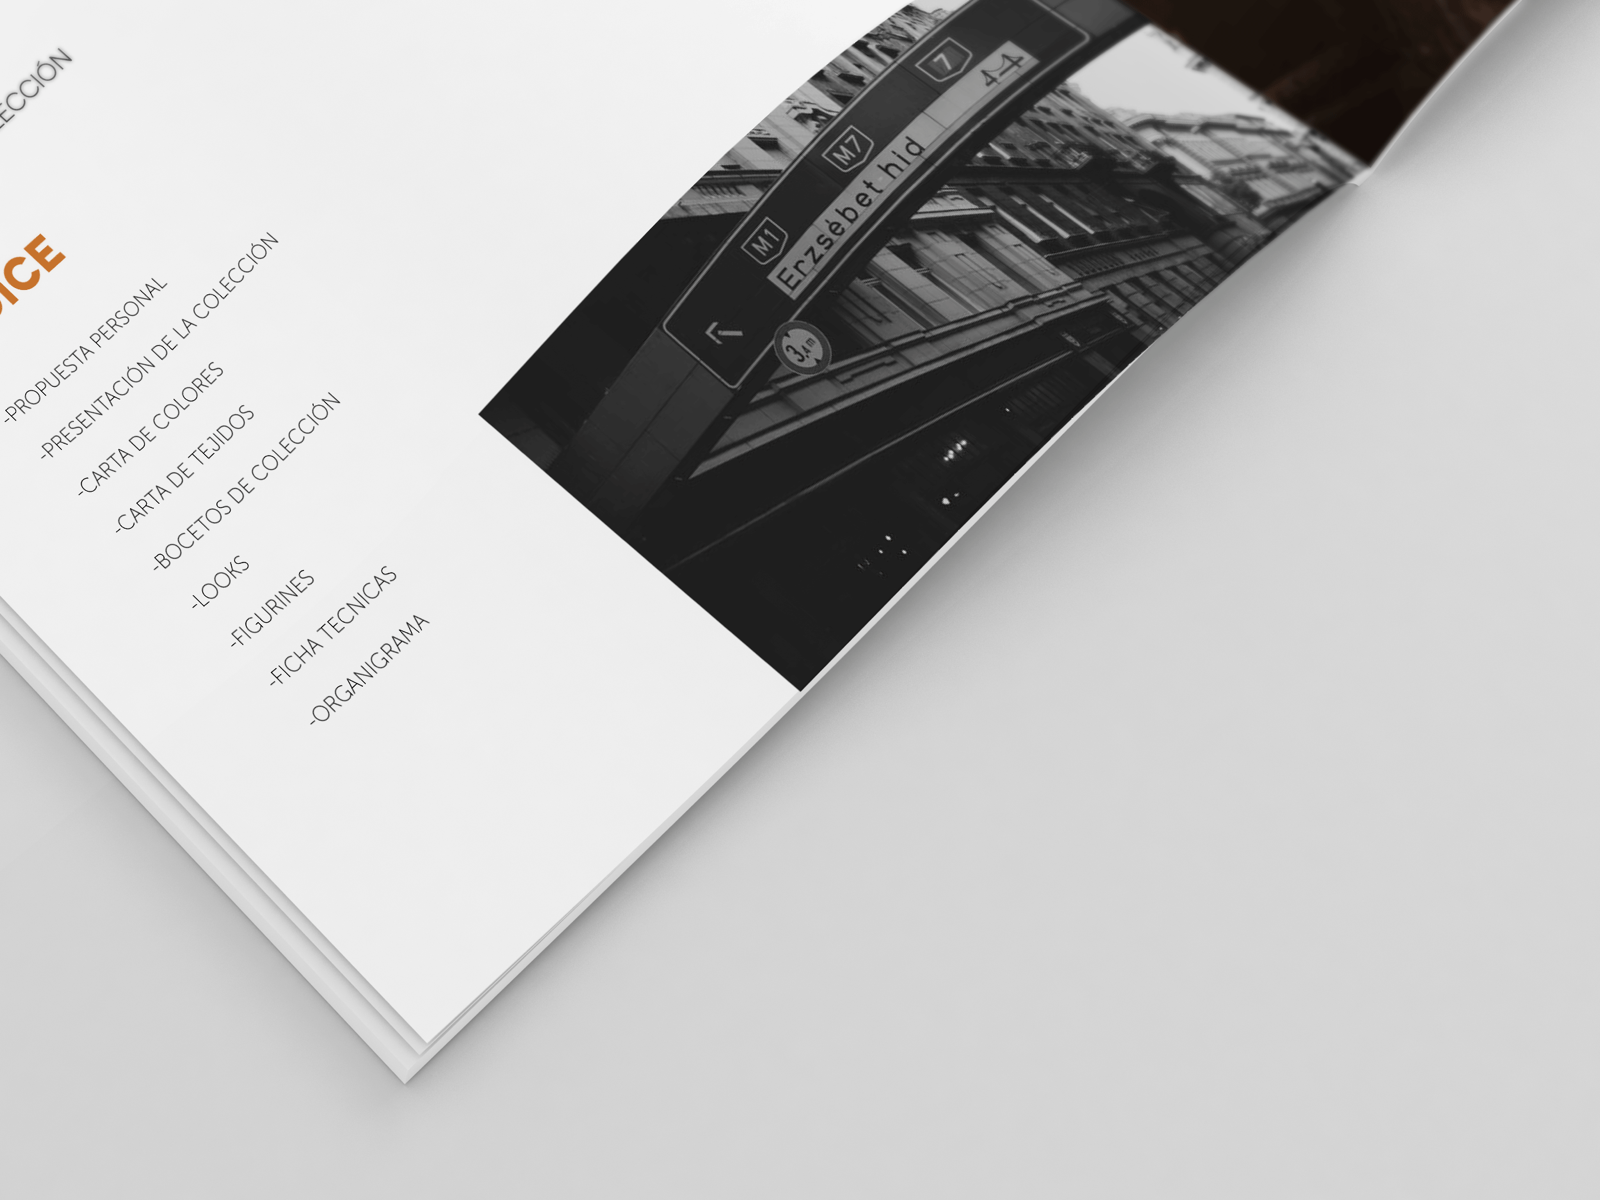 ECCIÓN
ICE
-PROPUESTA PERSONAL
-PRESENTACIÓN DE LA COLECCIÓN
-CARTA DE COLORES
-CARTA DE TEJIDOS
-BOCETOS DE COLECCIÓN
-LOOKS
-FIGURINES
-FICHA TECNICAS
-ORGANIGRAMA
7
M7
M1
Erzsébet híd
3.4 m